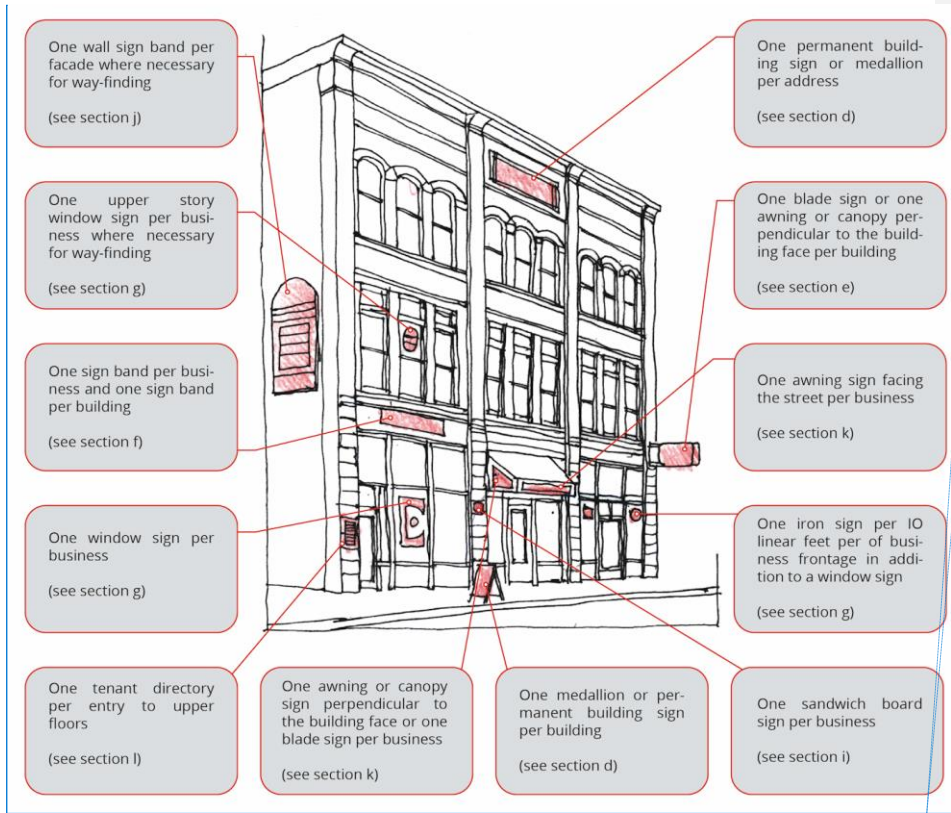 One wall sign band per
facade where necessary
for way-finding
(see section j)
One permanent build-
ing sign or medallion
per address
(see section d)
One upper story
window sign per busi-
ness where necessary
for way-finding
(see section g)
One blade sign or one
awning or canopy per-
pendicular to the build-
ing face per building
(see section e)
One sign band per busi-
ness and one sign band
per building
(see section f)
One awning sign facing
the street per business
(see section k)
One window sign per
business
(see section g)
One iron sign per IO
linear feet per of busi-
ness frontage in addi-
tion to a window sign
(see section g)
One tenant directory
per entry to upper
floors
(see section l)
One awning or canopy
sign perpendicular to
the building face or one
blade sign per business
(see section k)
One medallion or per-
manent building sign
per building
(see section d)
One sandwich board
sign per business
(see section i)